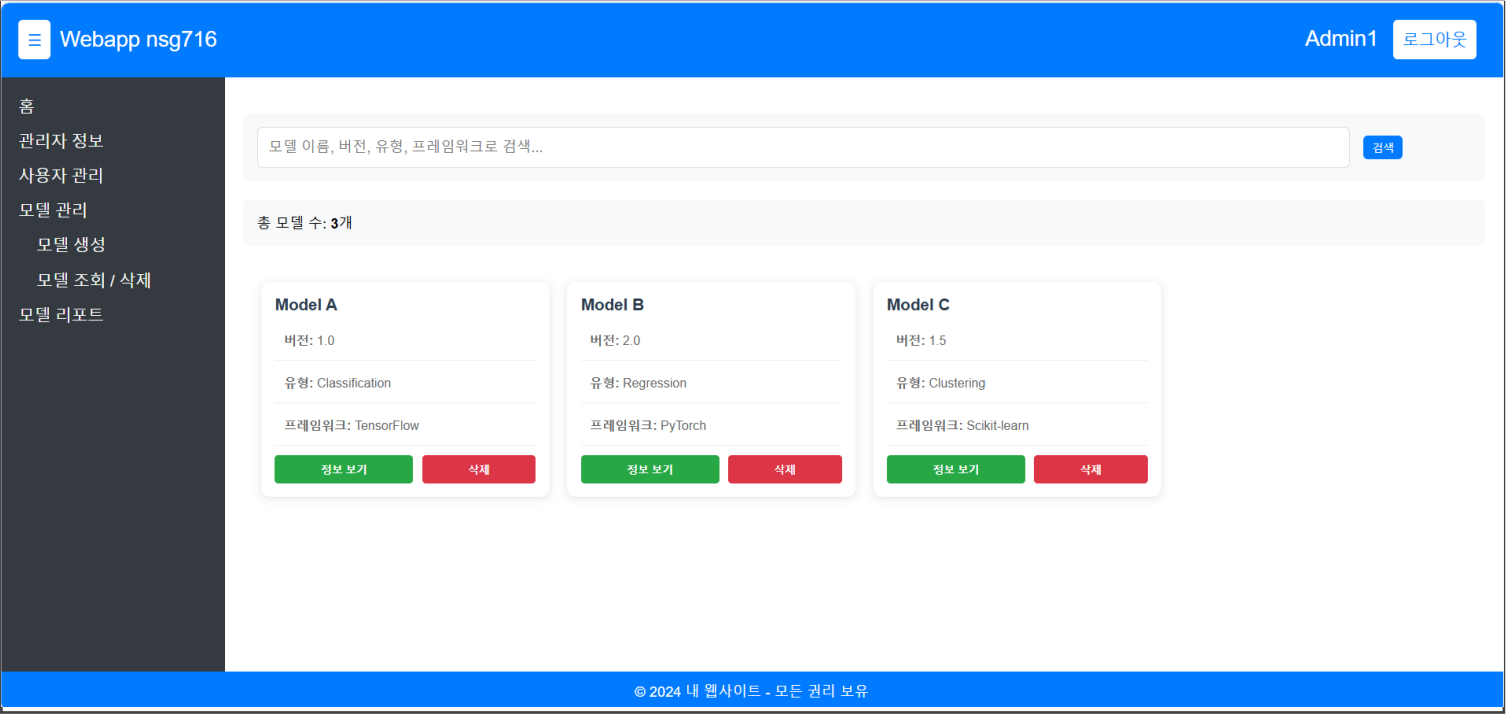 ☰ Webapp nsg716
Admin1 로그아웃
홈
관리자 정보
사용자 관리
모델 관리
모델 생성
모델 조회 / 삭제
모델 리포트
모델 이름, 버전, 유형, 프레임워크로 검색...
검색
총 모델 수: 3개
Model A
버전: 1.0
유형: Classification
프레임워크: TensorFlow
정보 보기 삭제
Model B
버전: 2.0
유형: Regression
프레임워크: PyTorch
정보 보기 삭제
Model C
버전: 1.5
유형: Clustering
프레임워크: Scikit-learn
정보 보기 삭제
© 2024 내 웹사이트 - 모든 권리 보유